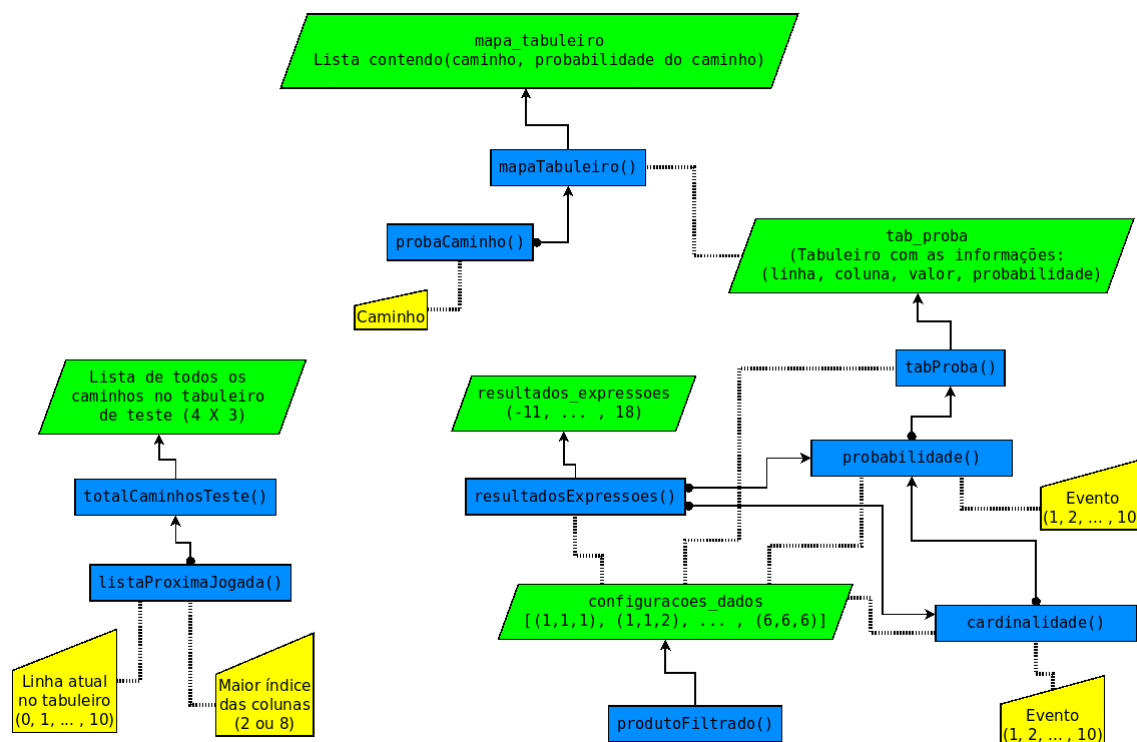 mapa_tabuleiro
Lista contendo(caminho, probabilidade do caminho)
mapaTabuleiro()
probaCaminho()
Caminho
tab_proba
(Tabuleiro com as informações:
(linha, coluna, valor, probabilidade)
tabProba()
Lista de todos os
caminhos no tabuleiro
de teste (4 X 3)
resultados_expressoes
(-11, ... , 18)
probabilidade()
totalCaminhosTeste()
resultadosExpressoes()
Evento
(1, 2, ... , 10)
listaProximaJogada()
configuracoes_dados
[(1,1,1), (1,1,2), ... , (6,6,6)]
cardinalidade()
Linha atual
no tabuleiro
(0, 1, ... , 10)
Maior índice
das colunas
(2 ou 8)
produtoFiltrado()
Evento
(1, 2, ... , 10)